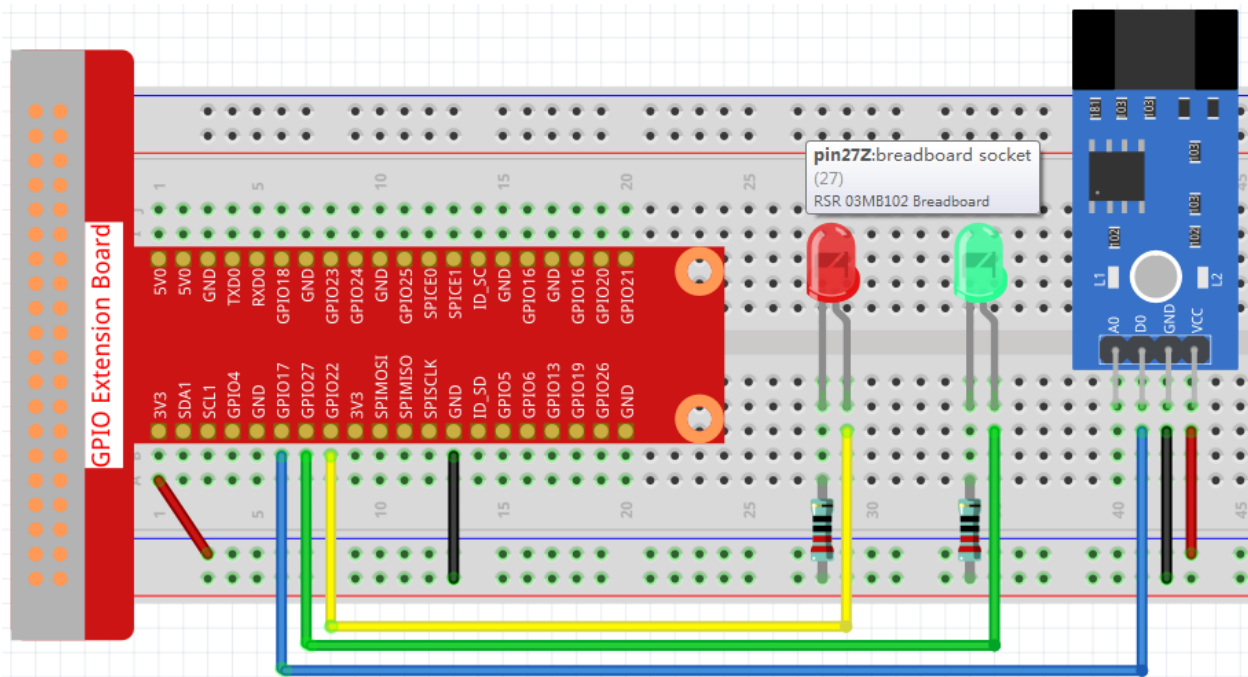 GPIO Extension Board
pin27Z:breadboard socket
(27)
RSR 03MB102 Breadboard
1 5 10 15 20 25 45
J
I
5V0 5V0 GND TXD0 RXD0 GPIO18 GND GPIO23 GPIO24 GND GPIO25 SPICE0 SPICE1 ID_SC GND GPIO16 GND GPIO16 GPIO20 GPIO21
3V3 SDA1 SCL1 GPIO4 GND GPIO17 GPIO27 GPIO22 3V3 SPIMOSI SPIMISO SPISCLK GND ID_SD GPIO5 GPIO6 GPIO13 GPIO19 GPIO26 GND
B
A
1 5 10 15 20 25 30 40 45
181 103 103
103
103
102 102
L1 L2
A0 D0 GND VCC